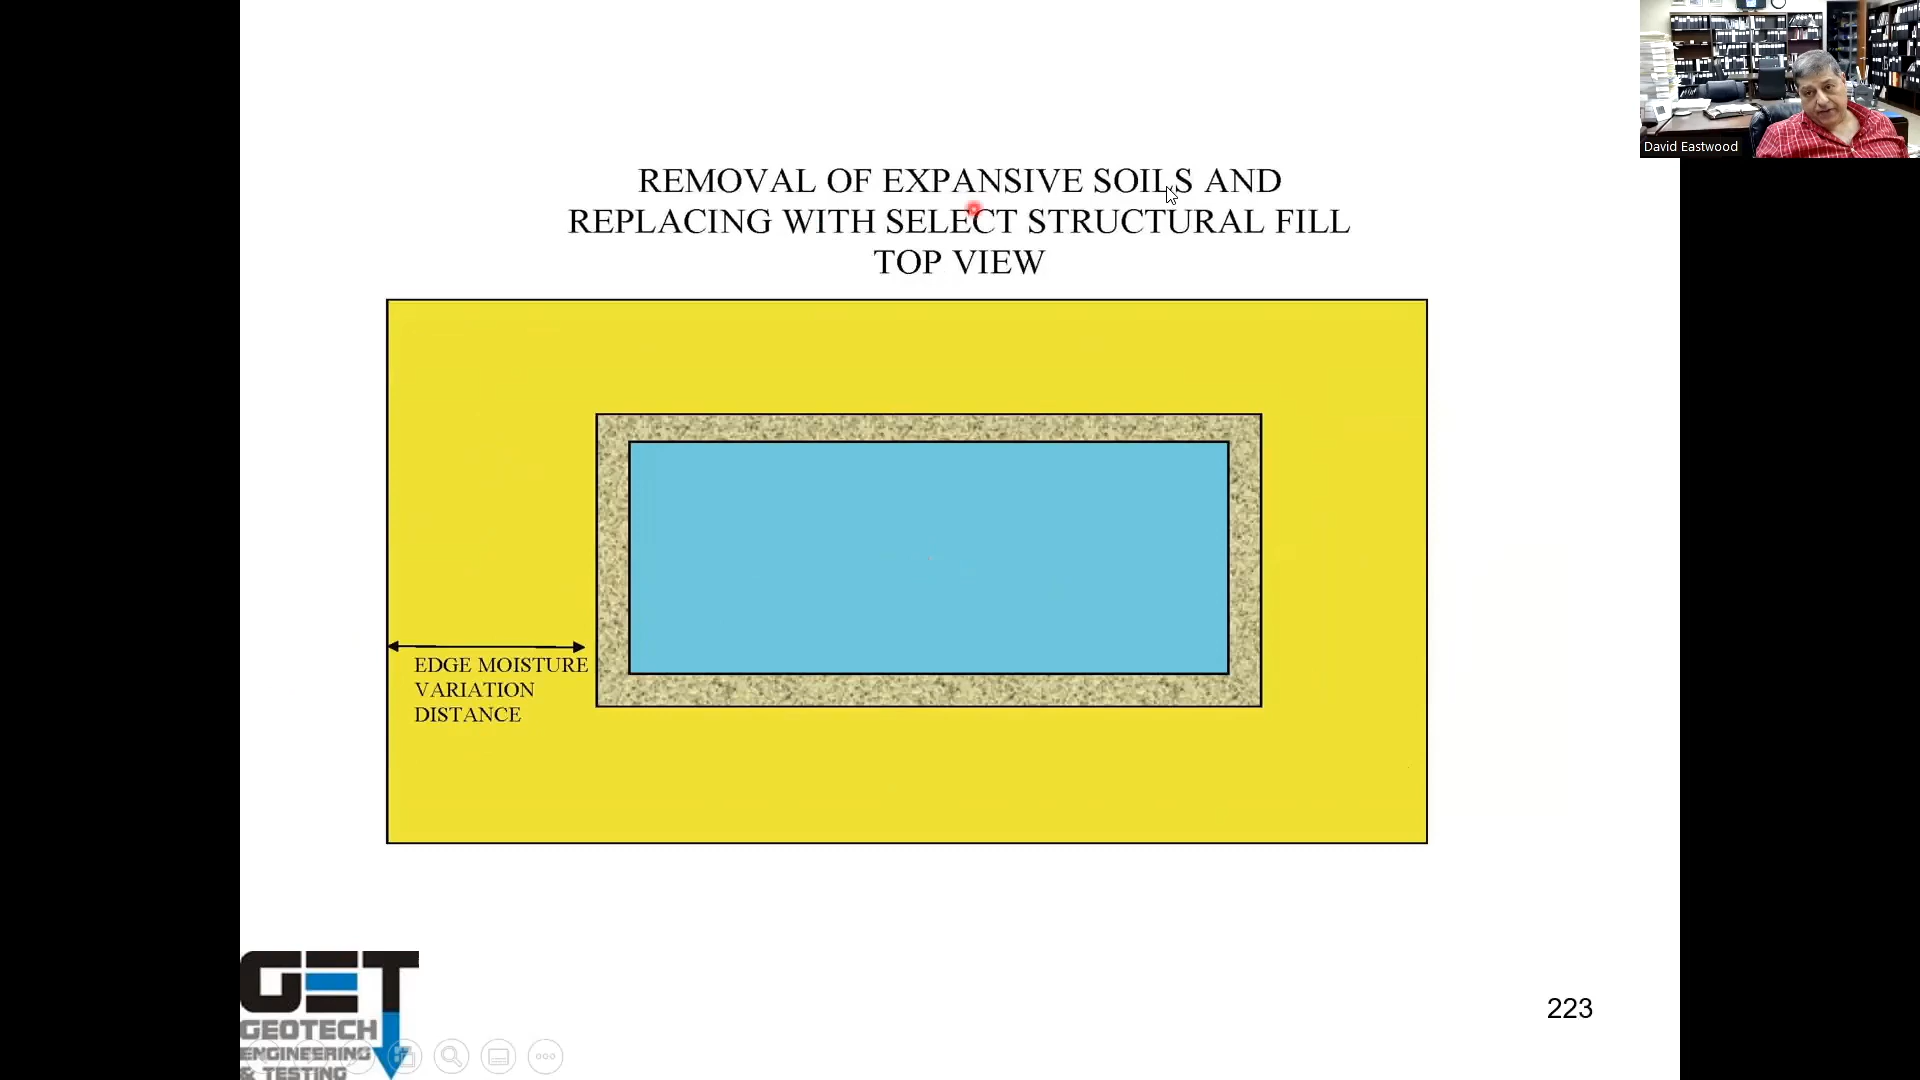 David Eastwood
REMOVAL OF EXPANSIVE SOILS AND
REPLACING WITH SELECT STRUCTURAL FILL
TOP VIEW
EDGE MOISTURE
VARIATION
DISTANCE
GET
GEOTECH
ENGINEERING
& TESTING
223